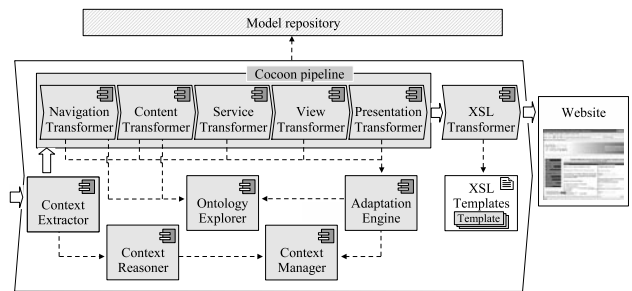 Model repository
Cocoon pipeline
Navigation Transformer
Content Transformer
Service Transformer
View Transformer
Presentation Transformer
XSL Transformer
Website
Context Extractor
Ontology Explorer
Adaptation Engine
XSL Templates
Template
Context Reasoner
Context Manager